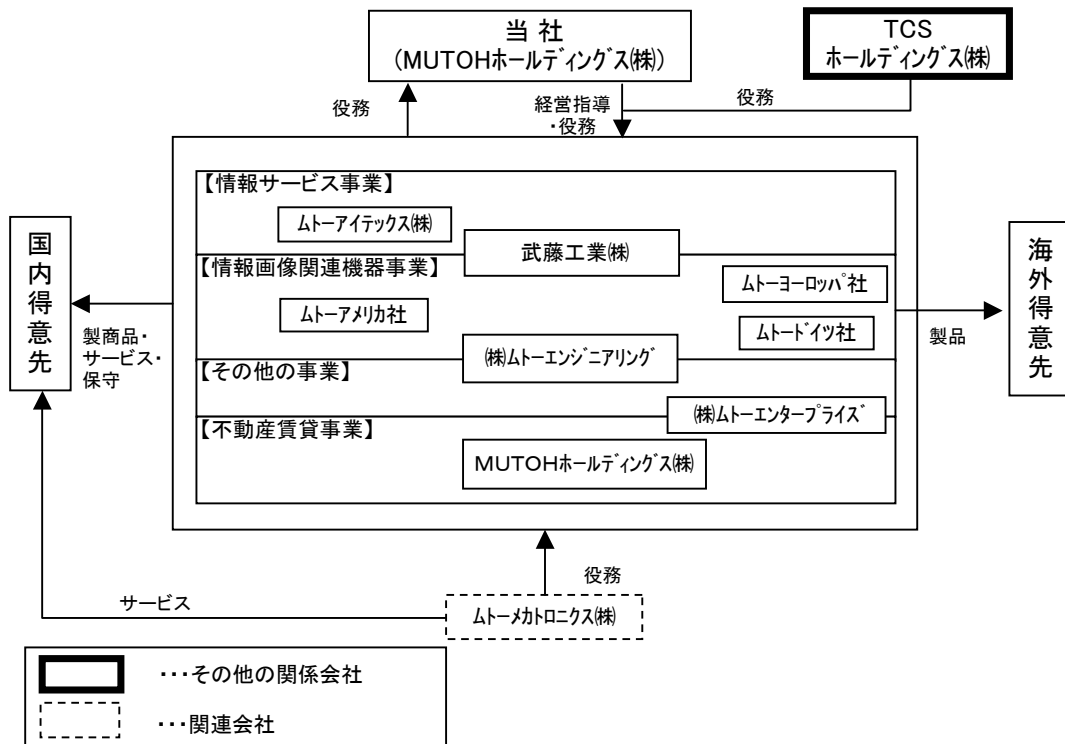 当 社
(MUTOHホールディングス㈱)
TCS
ホールディングス㈱
役務
経営指導
・役務
役務
【情報サービス事業】
ムトーアイテックス㈱
武藤工業㈱
【情報画像関連機器事業】
ムトーヨーロッパ社
ムトーアメリカ社
ムトードイツ社
㈱ムトーエンジニアリング
【その他の事業】
㈱ムトーエンタープライズ
【不動産賃貸事業】
MUTOHホールディングス㈱
国内得意先
製商品・
サービス・
保守
海外得意先
製品
役務
サービス
ムトーメカトロニクス㈱
・・・その他の関係会社
・・・関連会社